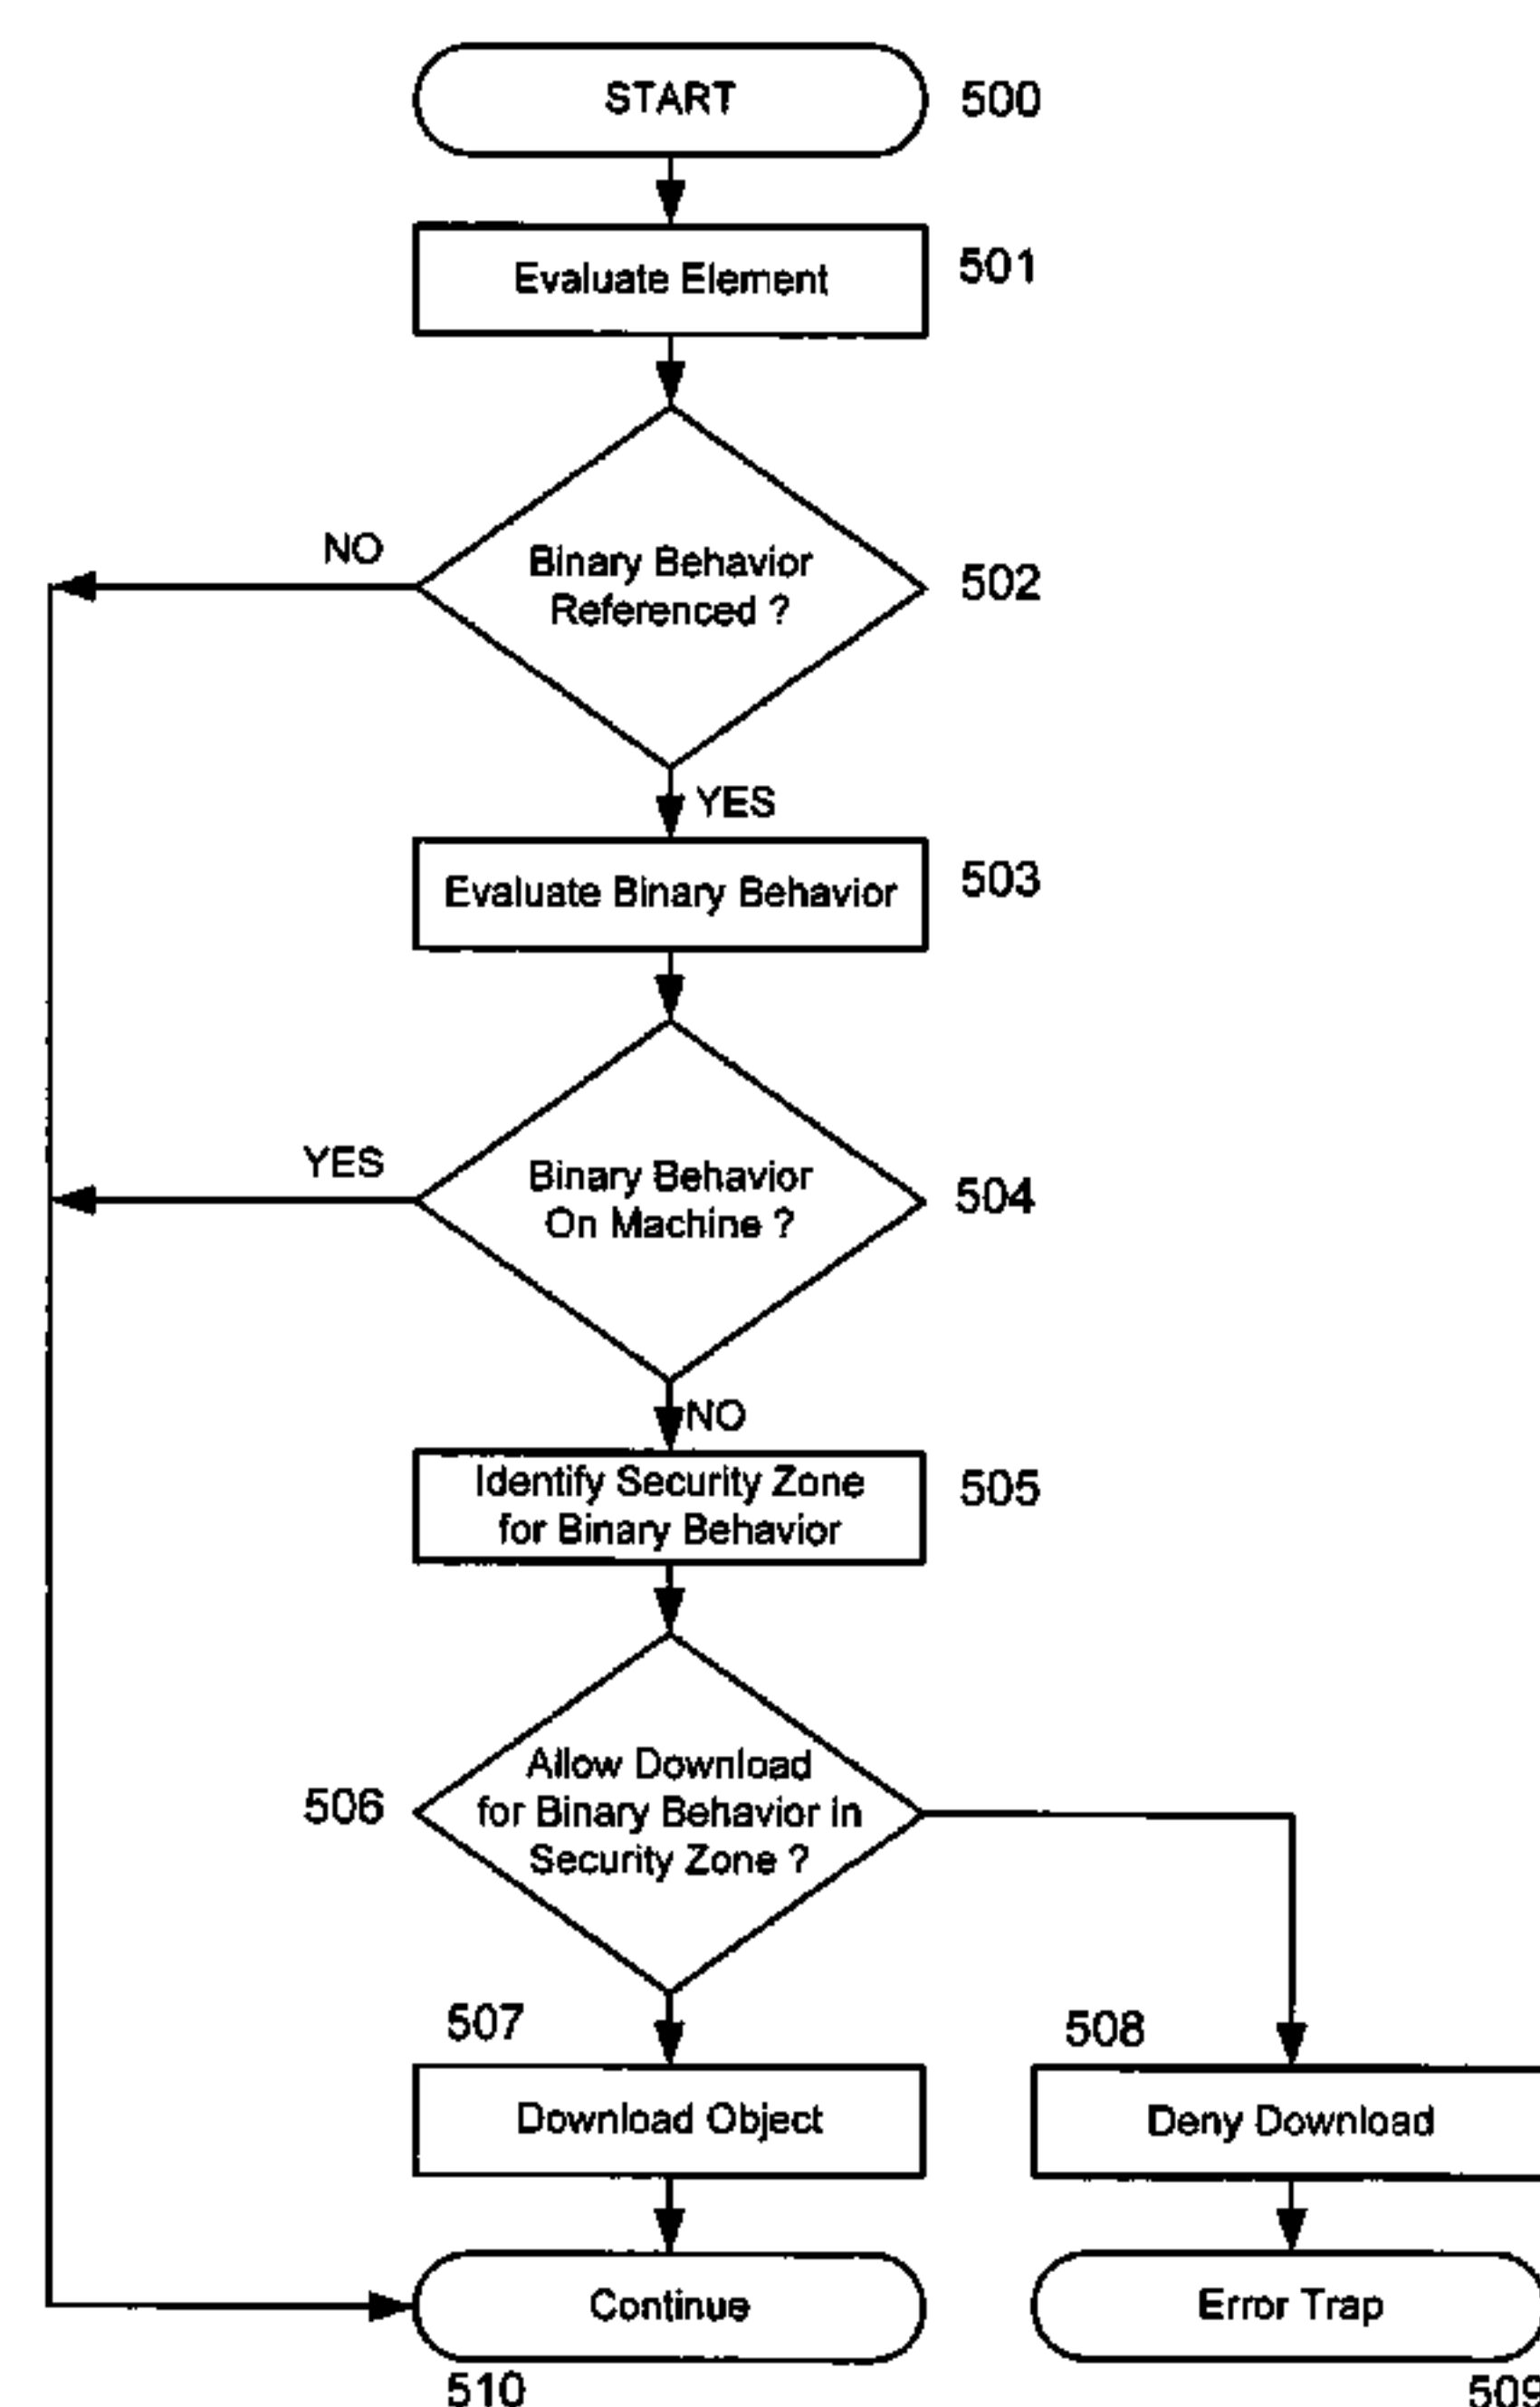 START
500
Evaluate Element
501
NO
Binary Behavior
Referenced ?
502
YES
Evaluate Binary Behavior
503
YES
Binary Behavior
On Machine ?
504
NO
Identify Security Zone
for Binary Behavior
505
506
Allow Download
for Binary Behavior in
Security Zone ?
507
508
Download Object
Deny Download
Continue
Error Trap
510
509